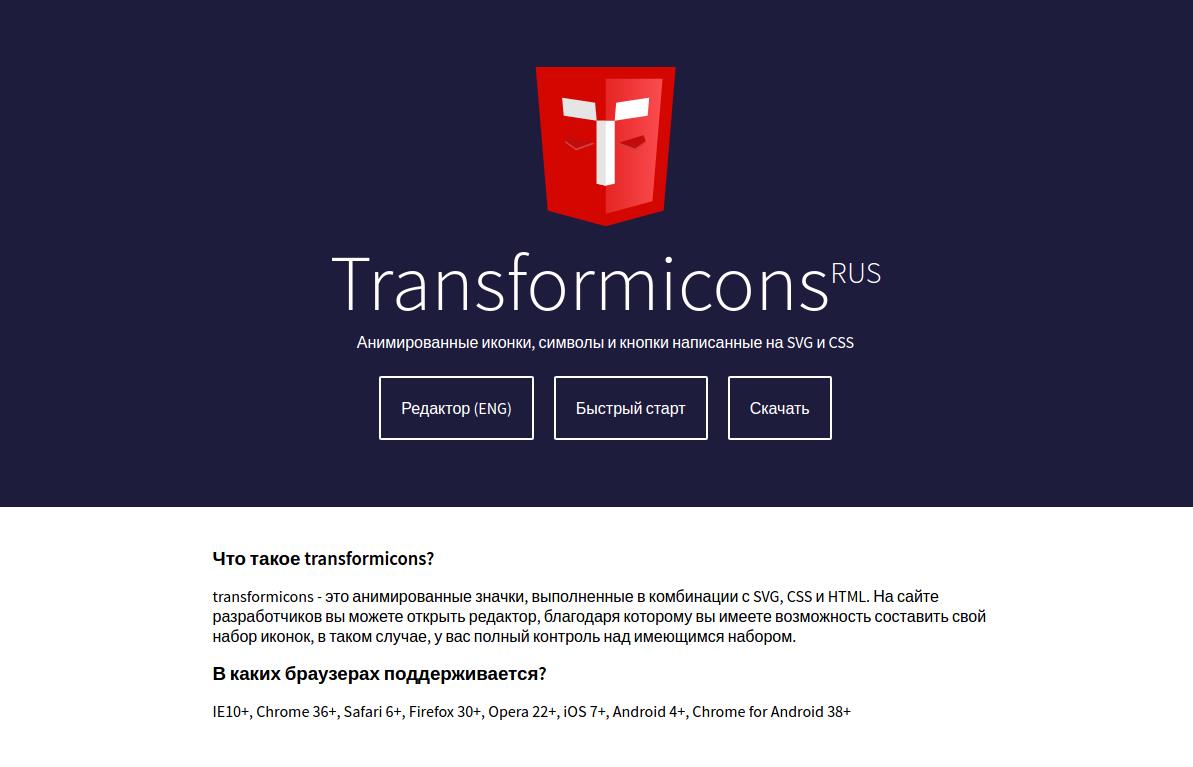 Transformicons RUS
Анимированные иконки, символы и кнопки написанные на SVG и CSS
Редактор (ENG)
Быстрый старт
Скачать
Что такое transformicons?
transformicons - это анимированные значки, выполненные в комбинации с SVG, CSS и HTML. На сайте
разработчиков вы можете открыть редактор, благодаря которому вы имеете возможность составить свой
набор иконок, в таком случае, у вас полный контроль над имеющимся набором.
В каких браузерах поддерживается?
IE10+, Chrome 36+, Safari 6+, Firefox 30+, Opera 22+, iOS 7+, Android 4+, Chrome for Android 38+